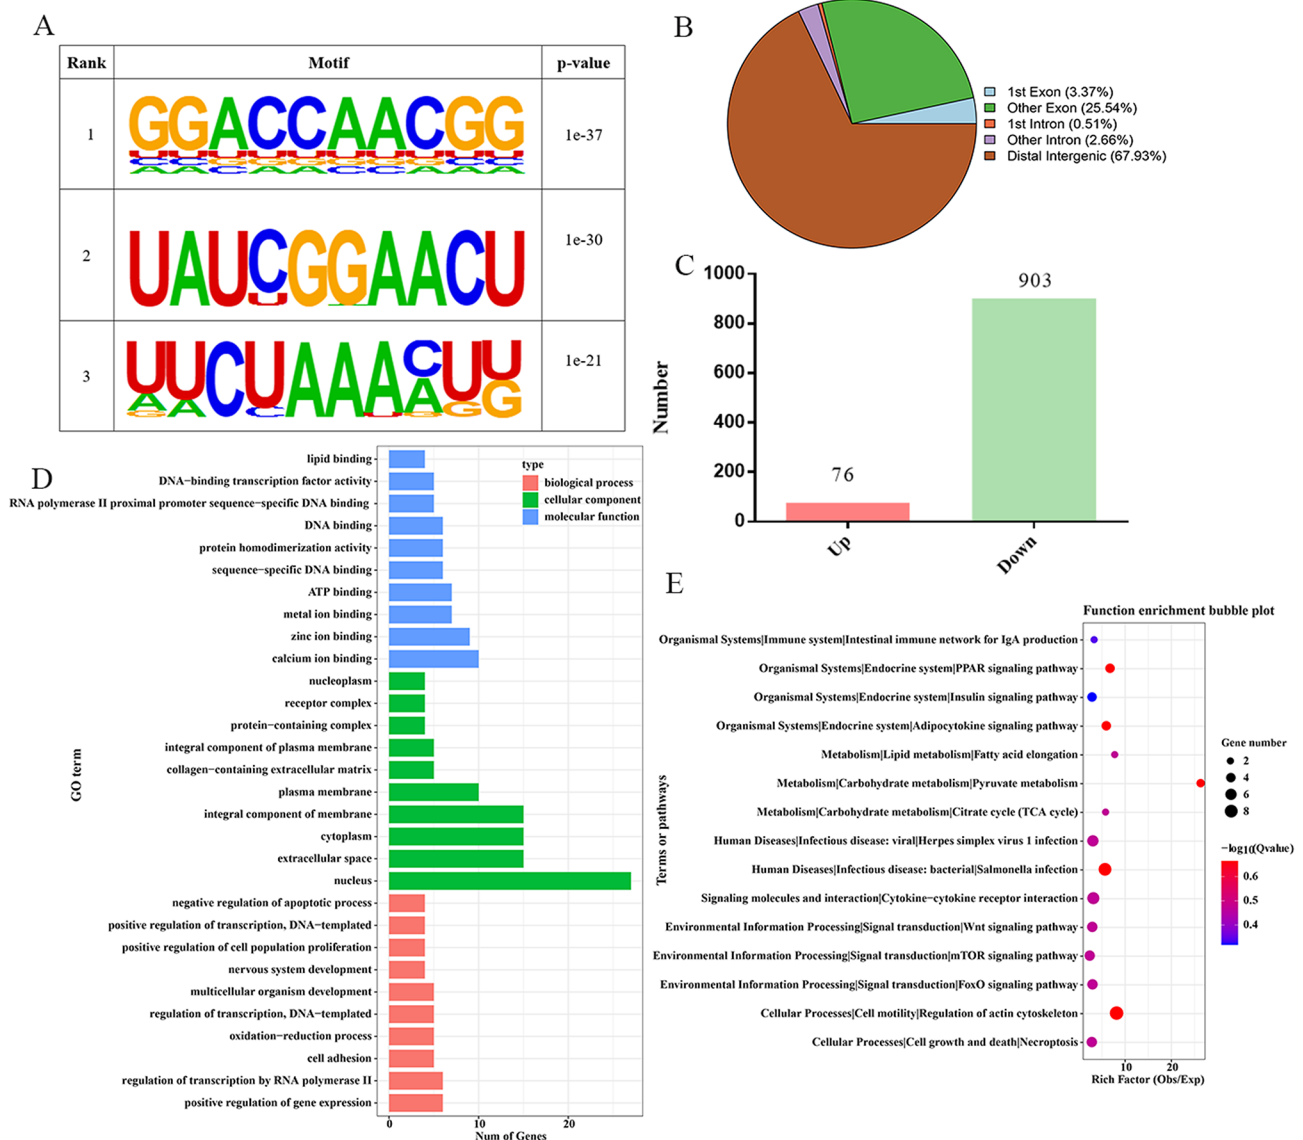 A
Rank Motif p-value
1 GGACCAACGG 1e-37
2 UAUCGGAACU 1e-30
3 UUCUAAACUU 1e-21
B
1st Exon (3.37%)
Other Exon (25.54%)
1st Intron (0.51%)
Other Intron (2.66%)
Distal Intergenic (67.93%)
C
Number
1000
800
600
400
200
0
76
903
Up
Down
D
GO term
lipid binding
DNA−binding transcription factor activity
RNA polymerase II proximal promoter sequence−specific DNA binding
DNA binding
protein homodimerization activity
sequence−specific DNA binding
ATP binding
metal ion binding
zinc ion binding
calcium ion binding
nucleoplasm
receptor complex
protein−containing complex
integral component of plasma membrane
collagen−containing extracellular matrix
plasma membrane
integral component of membrane
cytoplasm
extracellular space
nucleus
negative regulation of apoptotic process
positive regulation of transcription, DNA−templated
positive regulation of cell population proliferation
nervous system development
multicellular organism development
regulation of transcription, DNA−templated
oxidation−reduction process
cell adhesion
regulation of transcription by RNA polymerase II
positive regulation of gene expression
0 10 20
Num of Genes
type
biological process
cellular component
molecular function
E
Function enrichment bubble plot
Terms or pathways
Organismal Systems|Immune system|Intestinal immune network for IgA production
Organismal Systems|Endocrine system|PPAR signaling pathway
Organismal Systems|Endocrine system|Insulin signaling pathway
Organismal Systems|Endocrine system|Adipocytokine signaling pathway
Metabolism|Lipid metabolism|Fatty acid elongation
Metabolism|Carbohydrate metabolism|Pyruvate metabolism
Metabolism|Carbohydrate metabolism|Citrate cycle (TCA cycle)
Human Diseases|Infectious disease: viral|Herpes simplex virus 1 infection
Human Diseases|Infectious disease: bacterial|Salmonella infection
Signaling molecules and interaction|Cytokine−cytokine receptor interaction
Environmental Information Processing|Signal transduction|Wnt signaling pathway
Environmental Information Processing|Signal transduction|mTOR signaling pathway
Environmental Information Processing|Signal transduction|FoxO signaling pathway
Cellular Processes|Cell motility|Regulation of actin cytoskeleton
Cellular Processes|Cell growth and death|Necroptosis
10 20
Rich Factor (Obs/Exp)
Gene number
2
4
6
8
−log10(Qvalue)
0.6
0.5
0.4